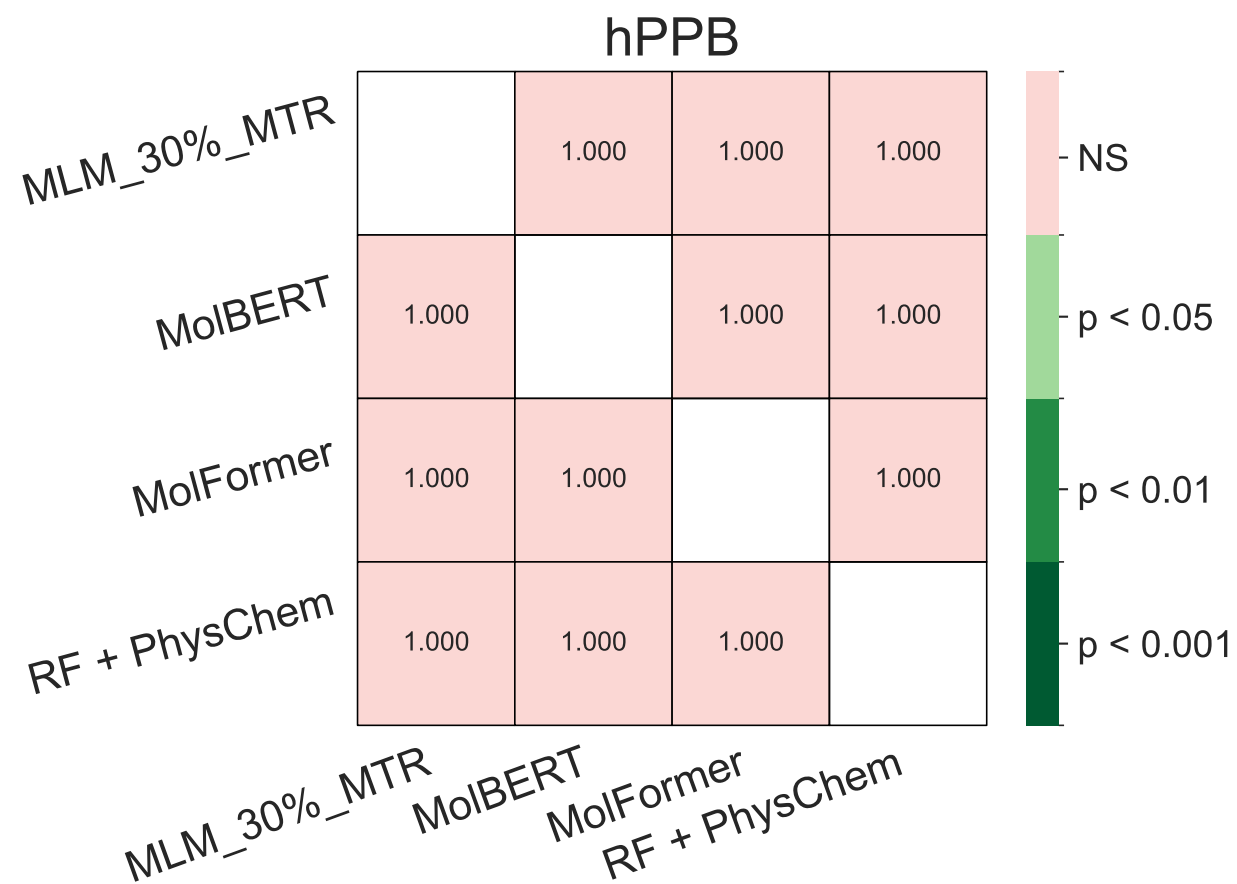 hPPB
MLM_30%_MTR
1.000 1.000 1.000
NS
MolBERT
1.000 1.000 1.000
p < 0.05
MolFormer
1.000 1.000 1.000
p < 0.01
RF + PhysChem
1.000 1.000 1.000
p < 0.001
MLM_30%_MTR
MolBERT
MolFormer
RF + PhysChem